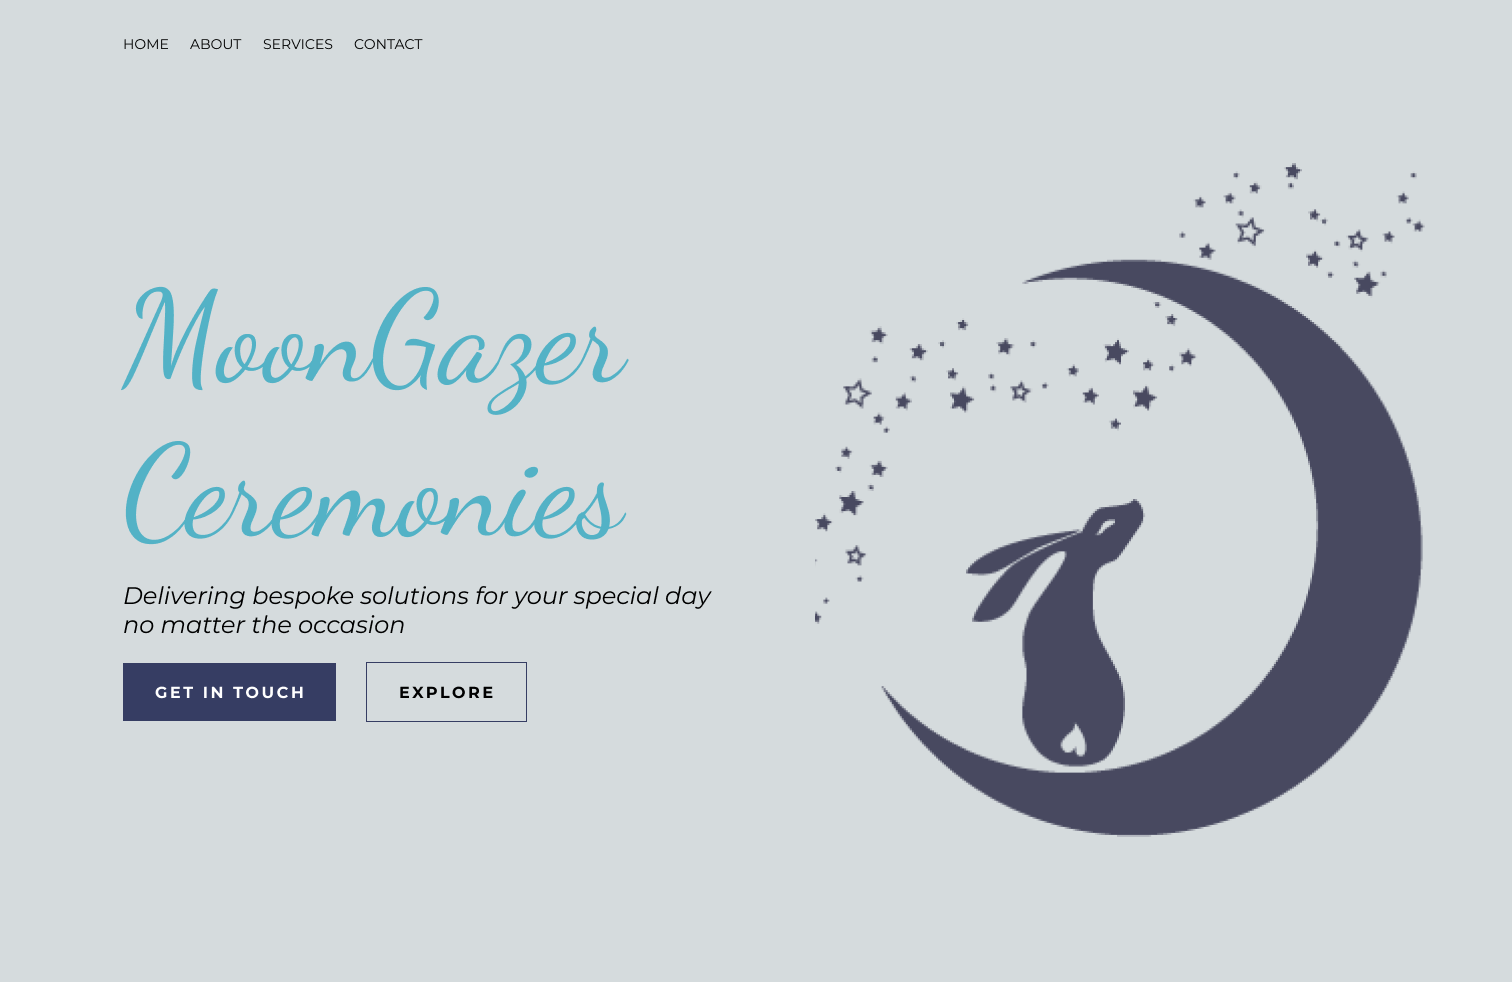 HOME ABOUT SERVICES CONTACT
MoonGazer
Ceremonies
Delivering bespoke solutions for your special day
no matter the occasion
GET IN TOUCH EXPLORE